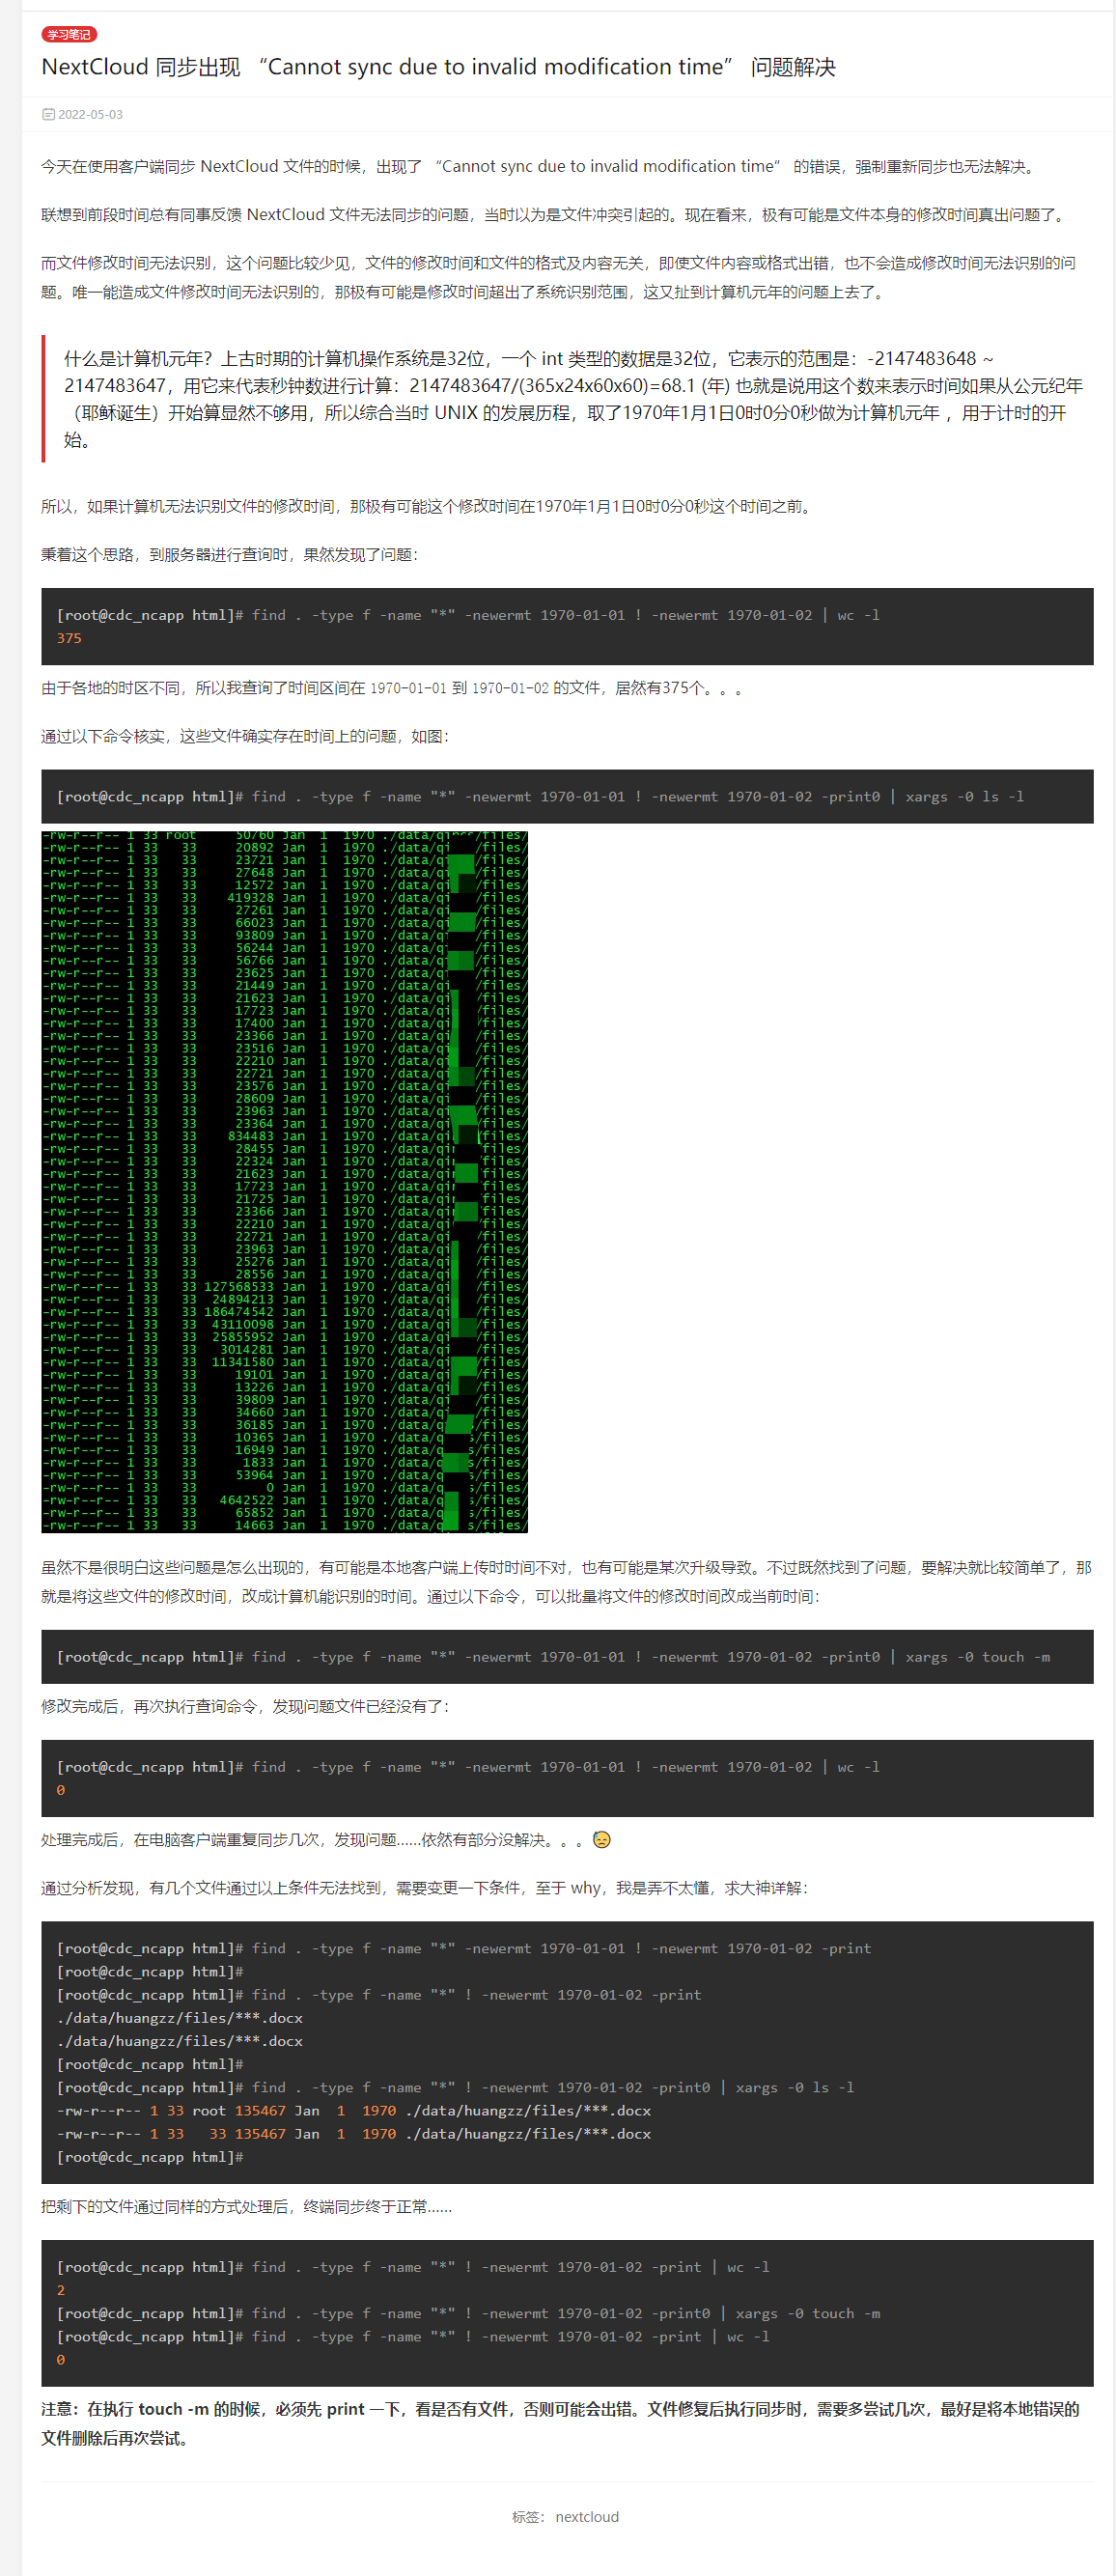 学习笔记
NextCloud 同步出现 “Cannot sync due to invalid modification time” 问题解决
2022-05-03
今天在使用客户端同步 NextCloud 文件的时候，出现了 “Cannot sync due to invalid modification time” 的错误，强制重新同步也无法解决。
联想到前段时间总有同事反馈 NextCloud 文件无法同步的问题，当时以为是文件冲突引起的。现在看来，极有可能是文件本身的修改时间真出问题了。
而文件修改时间无法识别，这个问题比较少见，文件的修改时间和文件的格式及内容无关，即使文件内容或格式出错，也不会造成修改时间无法识别的问
题。唯一能造成文件修改时间无法识别的，那极有可能是修改时间超出了系统识别范围，这又扯到计算机元年的问题上去了。
什么是计算机元年？上古时期的计算机操作系统是32位，一个 int 类型的数据是32位，它表示的范围是：-2147483648 ~
2147483647，用它来代表秒钟数进行计算：2147483647/(365x24x60x60)=68.1 (年) 也就是说用这个数来表示时间如果从公元纪年
（耶稣诞生）开始算显然不够用，所以综合当时 UNIX 的发展历程，取了1970年1月1日0时0分0秒做为计算机元年 ，用于计时的开
始。
所以，如果计算机无法识别文件的修改时间，那极有可能这个修改时间在1970年1月1日0时0分0秒这个时间之前。
秉着这个思路，到服务器进行查询时，果然发现了问题：
[root@cdc_ncapp html]# find . -type f -name "*" -newermt 1970-01-01 ! -newermt 1970-01-02 | wc -l
375
由于各地的时区不同，所以我查询了时间区间在 1970-01-01 到 1970-01-02 的文件，居然有375个。。。
通过以下命令核实，这些文件确实存在时间上的问题，如图：
[root@cdc_ncapp html]# find . -type f -name "*" -newermt 1970-01-01 ! -newermt 1970-01-02 -print0 | xargs -0 ls -l
-rw-r--r-- 1 33 root 50760 Jan 1 1970 ./data/qi /files/
-rw-r--r-- 1 33 33 20892 Jan 1 1970 ./data/qi /files/
-rw-r--r-- 1 33 33 23721 Jan 1 1970 ./data/qi /files/
-rw-r--r-- 1 33 33 27648 Jan 1 1970 ./data/qi /files/
-rw-r--r-- 1 33 33 12572 Jan 1 1970 ./data/qi /files/
-rw-r--r-- 1 33 33 419328 Jan 1 1970 ./data/qi /files/
-rw-r--r-- 1 33 33 27261 Jan 1 1970 ./data/qi /files/
-rw-r--r-- 1 33 33 66023 Jan 1 1970 ./data/qi /files/
-rw-r--r-- 1 33 33 93809 Jan 1 1970 ./data/qi /files/
-rw-r--r-- 1 33 33 56244 Jan 1 1970 ./data/qi /files/
-rw-r--r-- 1 33 33 56766 Jan 1 1970 ./data/qi /files/
-rw-r--r-- 1 33 33 23625 Jan 1 1970 ./data/qi /files/
-rw-r--r-- 1 33 33 21449 Jan 1 1970 ./data/qi /files/
-rw-r--r-- 1 33 33 21623 Jan 1 1970 ./data/qi /files/
-rw-r--r-- 1 33 33 17723 Jan 1 1970 ./data/qi /files/
-rw-r--r-- 1 33 33 17400 Jan 1 1970 ./data/qi /files/
-rw-r--r-- 1 33 33 23366 Jan 1 1970 ./data/qi /files/
-rw-r--r-- 1 33 33 23516 Jan 1 1970 ./data/qi /files/
-rw-r--r-- 1 33 33 22210 Jan 1 1970 ./data/qi /files/
-rw-r--r-- 1 33 33 22721 Jan 1 1970 ./data/qi /files/
-rw-r--r-- 1 33 33 23576 Jan 1 1970 ./data/qi /files/
-rw-r--r-- 1 33 33 28609 Jan 1 1970 ./data/qi /files/
-rw-r--r-- 1 33 33 23963 Jan 1 1970 ./data/qi /files/
-rw-r--r-- 1 33 33 23364 Jan 1 1970 ./data/qi /files/
-rw-r--r-- 1 33 33 834483 Jan 1 1970 ./data/qi /files/
-rw-r--r-- 1 33 33 28455 Jan 1 1970 ./data/qi /files/
-rw-r--r-- 1 33 33 22324 Jan 1 1970 ./data/qi /files/
-rw-r--r-- 1 33 33 21623 Jan 1 1970 ./data/qi /files/
-rw-r--r-- 1 33 33 17723 Jan 1 1970 ./data/qi /files/
-rw-r--r-- 1 33 33 21725 Jan 1 1970 ./data/qi /files/
-rw-r--r-- 1 33 33 23366 Jan 1 1970 ./data/qi /files/
-rw-r--r-- 1 33 33 22210 Jan 1 1970 ./data/qi /files/
-rw-r--r-- 1 33 33 22721 Jan 1 1970 ./data/qi /files/
-rw-r--r-- 1 33 33 23963 Jan 1 1970 ./data/qi /files/
-rw-r--r-- 1 33 33 25276 Jan 1 1970 ./data/qi /files/
-rw-r--r-- 1 33 33 28556 Jan 1 1970 ./data/qi /files/
-rw-r--r-- 1 33 33 127568533 Jan 1 1970 ./data/qi /files/
-rw-r--r-- 1 33 33 24894213 Jan 1 1970 ./data/qi /files/
-rw-r--r-- 1 33 33 186474542 Jan 1 1970 ./data/qi /files/
-rw-r--r-- 1 33 33 43110098 Jan 1 1970 ./data/qi /files/
-rw-r--r-- 1 33 33 25855952 Jan 1 1970 ./data/qi /files/
-rw-r--r-- 1 33 33 3014281 Jan 1 1970 ./data/qi /files/
-rw-r--r-- 1 33 33 11341580 Jan 1 1970 ./data/qi /files/
-rw-r--r-- 1 33 33 19101 Jan 1 1970 ./data/qi /files/
-rw-r--r-- 1 33 33 13226 Jan 1 1970 ./data/qi /files/
-rw-r--r-- 1 33 33 39809 Jan 1 1970 ./data/qi /files/
-rw-r--r-- 1 33 33 34660 Jan 1 1970 ./data/qi /files/
-rw-r--r-- 1 33 33 36185 Jan 1 1970 ./data/q s/files/
-rw-r--r-- 1 33 33 10365 Jan 1 1970 ./data/q s/files/
-rw-r--r-- 1 33 33 16949 Jan 1 1970 ./data/q s/files/
-rw-r--r-- 1 33 33 1833 Jan 1 1970 ./data/q s/files/
-rw-r--r-- 1 33 33 53964 Jan 1 1970 ./data/q s/files/
-rw-r--r-- 1 33 33 0 Jan 1 1970 ./data/q s/files/
-rw-r--r-- 1 33 33 4642522 Jan 1 1970 ./data/q s/files/
-rw-r--r-- 1 33 33 65852 Jan 1 1970 ./data/q s/files/
-rw-r--r-- 1 33 33 14663 Jan 1 1970 ./data/q s/files/
虽然不是很明白这些问题是怎么出现的，有可能是本地客户端上传时时间不对，也有可能是某次升级导致。不过既然找到了问题，要解决就比较简单了，那
就是将这些文件的修改时间，改成计算机能识别的时间。通过以下命令，可以批量将文件的修改时间改成当前时间：
[root@cdc_ncapp html]# find . -type f -name "*" -newermt 1970-01-01 ! -newermt 1970-01-02 -print0 | xargs -0 touch -m
修改完成后，再次执行查询命令，发现问题文件已经没有了：
[root@cdc_ncapp html]# find . -type f -name "*" -newermt 1970-01-01 ! -newermt 1970-01-02 | wc -l
0
处理完成后，在电脑客户端重复同步几次，发现问题……依然有部分没解决。。。😓
通过分析发现，有几个文件通过以上条件无法找到，需要变更一下条件，至于 why，我是弄不太懂，求大神详解：
[root@cdc_ncapp html]# find . -type f -name "*" -newermt 1970-01-01 ! -newermt 1970-01-02 -print
[root@cdc_ncapp html]#
[root@cdc_ncapp html]# find . -type f -name "*" ! -newermt 1970-01-02 -print
./data/huangzz/files/***.docx
./data/huangzz/files/***.docx
[root@cdc_ncapp html]#
[root@cdc_ncapp html]# find . -type f -name "*" ! -newermt 1970-01-02 -print0 | xargs -0 ls -l
-rw-r--r-- 1 33 root 135467 Jan 1 1970 ./data/huangzz/files/***.docx
-rw-r--r-- 1 33 33 135467 Jan 1 1970 ./data/huangzz/files/***.docx
[root@cdc_ncapp html]#
把剩下的文件通过同样的方式处理后，终端同步终于正常……
[root@cdc_ncapp html]# find . -type f -name "*" ! -newermt 1970-01-02 -print | wc -l
2
[root@cdc_ncapp html]# find . -type f -name "*" ! -newermt 1970-01-02 -print0 | xargs -0 touch -m
[root@cdc_ncapp html]# find . -type f -name "*" ! -newermt 1970-01-02 -print | wc -l
0
注意：在执行 touch -m 的时候，必须先 print 一下，看是否有文件，否则可能会出错。文件修复后执行同步时，需要多尝试几次，最好是将本地错误的
文件删除后再次尝试。
标签： nextcloud